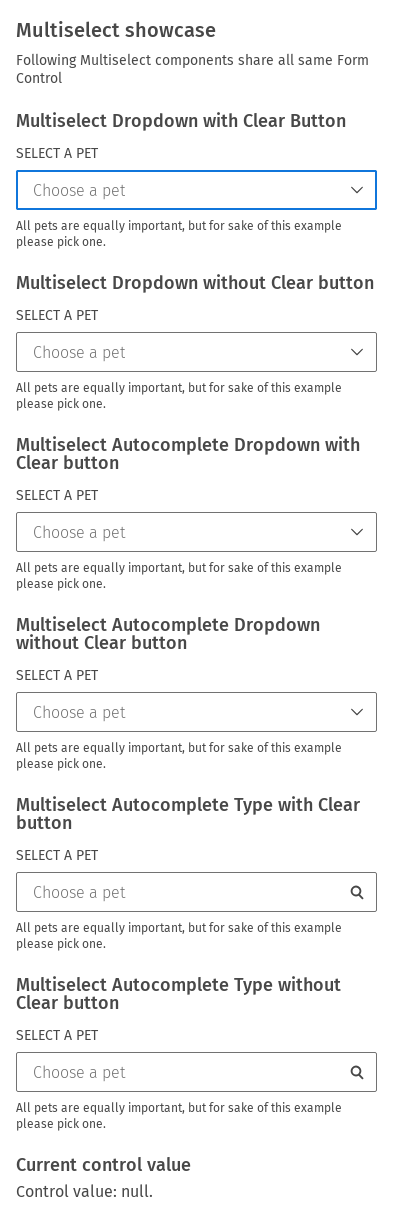 Multiselect showcase
Following Multiselect components share all same Form
Control
Multiselect Dropdown with Clear Button
SELECT A PET
Choose a pet
All pets are equally important, but for sake of this example
please pick one.
Multiselect Dropdown without Clear button
SELECT A PET
Choose a pet
All pets are equally important, but for sake of this example
please pick one.
Multiselect Autocomplete Dropdown with
Clear button
SELECT A PET
Choose a pet
All pets are equally important, but for sake of this example
please pick one.
Multiselect Autocomplete Dropdown
without Clear button
SELECT A PET
Choose a pet
All pets are equally important, but for sake of this example
please pick one.
Multiselect Autocomplete Type with Clear
button
SELECT A PET
Choose a pet
All pets are equally important, but for sake of this example
please pick one.
Multiselect Autocomplete Type without
Clear button
SELECT A PET
Choose a pet
All pets are equally important, but for sake of this example
please pick one.
Current control value
Control value: null.